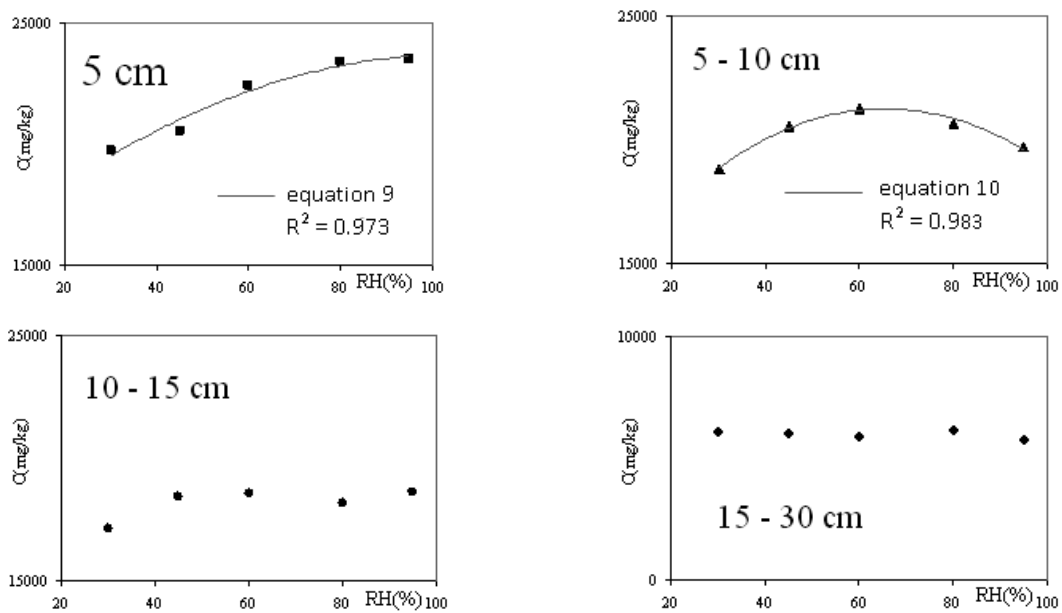 25000
5 cm
C(mg/kg)
equation 9
R² = 0.973
15000
20 40 60 80 RH(%) 100
25000
5 - 10 cm
C(mg/kg)
equation 10
R² = 0.983
15000
20 40 60 80 RH(%) 100
25000
10 - 15 cm
C(mg/kg)
15000
20 40 60 80 RH(%) 100
10000
C(mg/kg)
15 - 30 cm
0
20 40 60 80 RH(%) 100